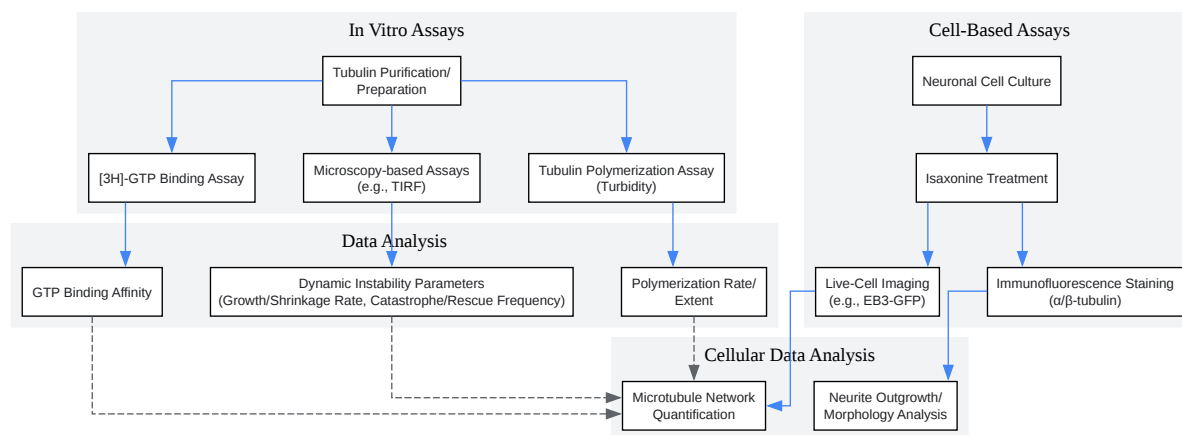 In Vitro Assays
Cell-Based Assays
Tubulin Purification/
Preparation
Neuronal Cell Culture
[3H]-GTP Binding Assay
Microscopy-based Assays
(e.g., TIRF)
Tubulin Polymerization Assay
(Turbidity)
Isaxonine Treatment
Data Analysis
GTP Binding Affinity
Dynamic Instability Parameters
(Growth/Shrinkage Rate, Catastrophe/Rescue Frequency)
Polymerization Rate/
Extent
Live-Cell Imaging
(e.g., EB3-GFP)
Immunofluorescence Staining
(α/β-tubulin)
Cellular Data Analysis
Microtubule Network
Quantification
Neurite Outgrowth/
Morphology Analysis